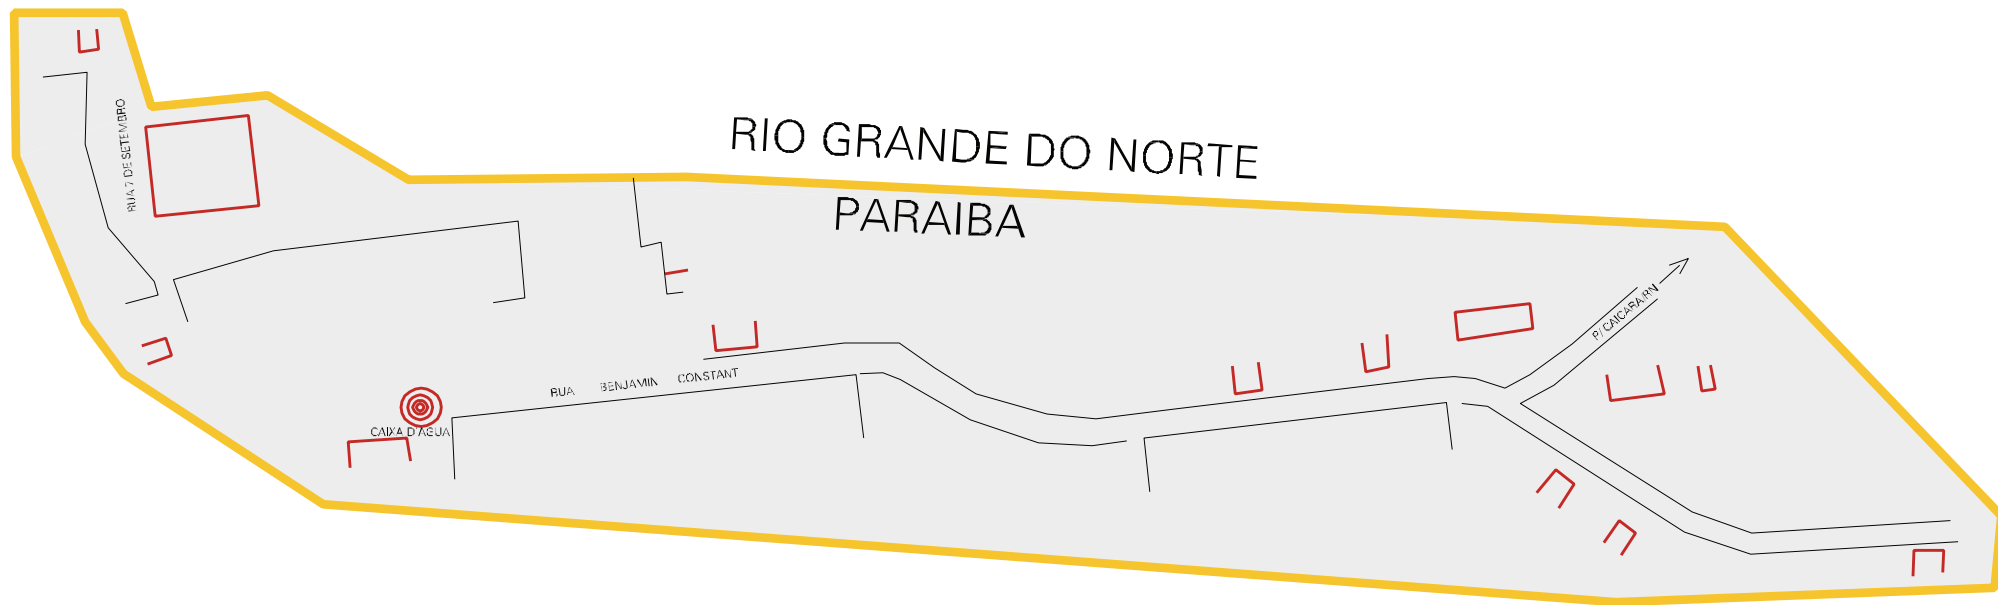 RIO GRANDE DO NORTE
PARAIBA
RUA 7 DE SETEMBRO
P/ CAICARA/RN
RUA BENJAMIN CONSTANT
CAIXA D'AGUA